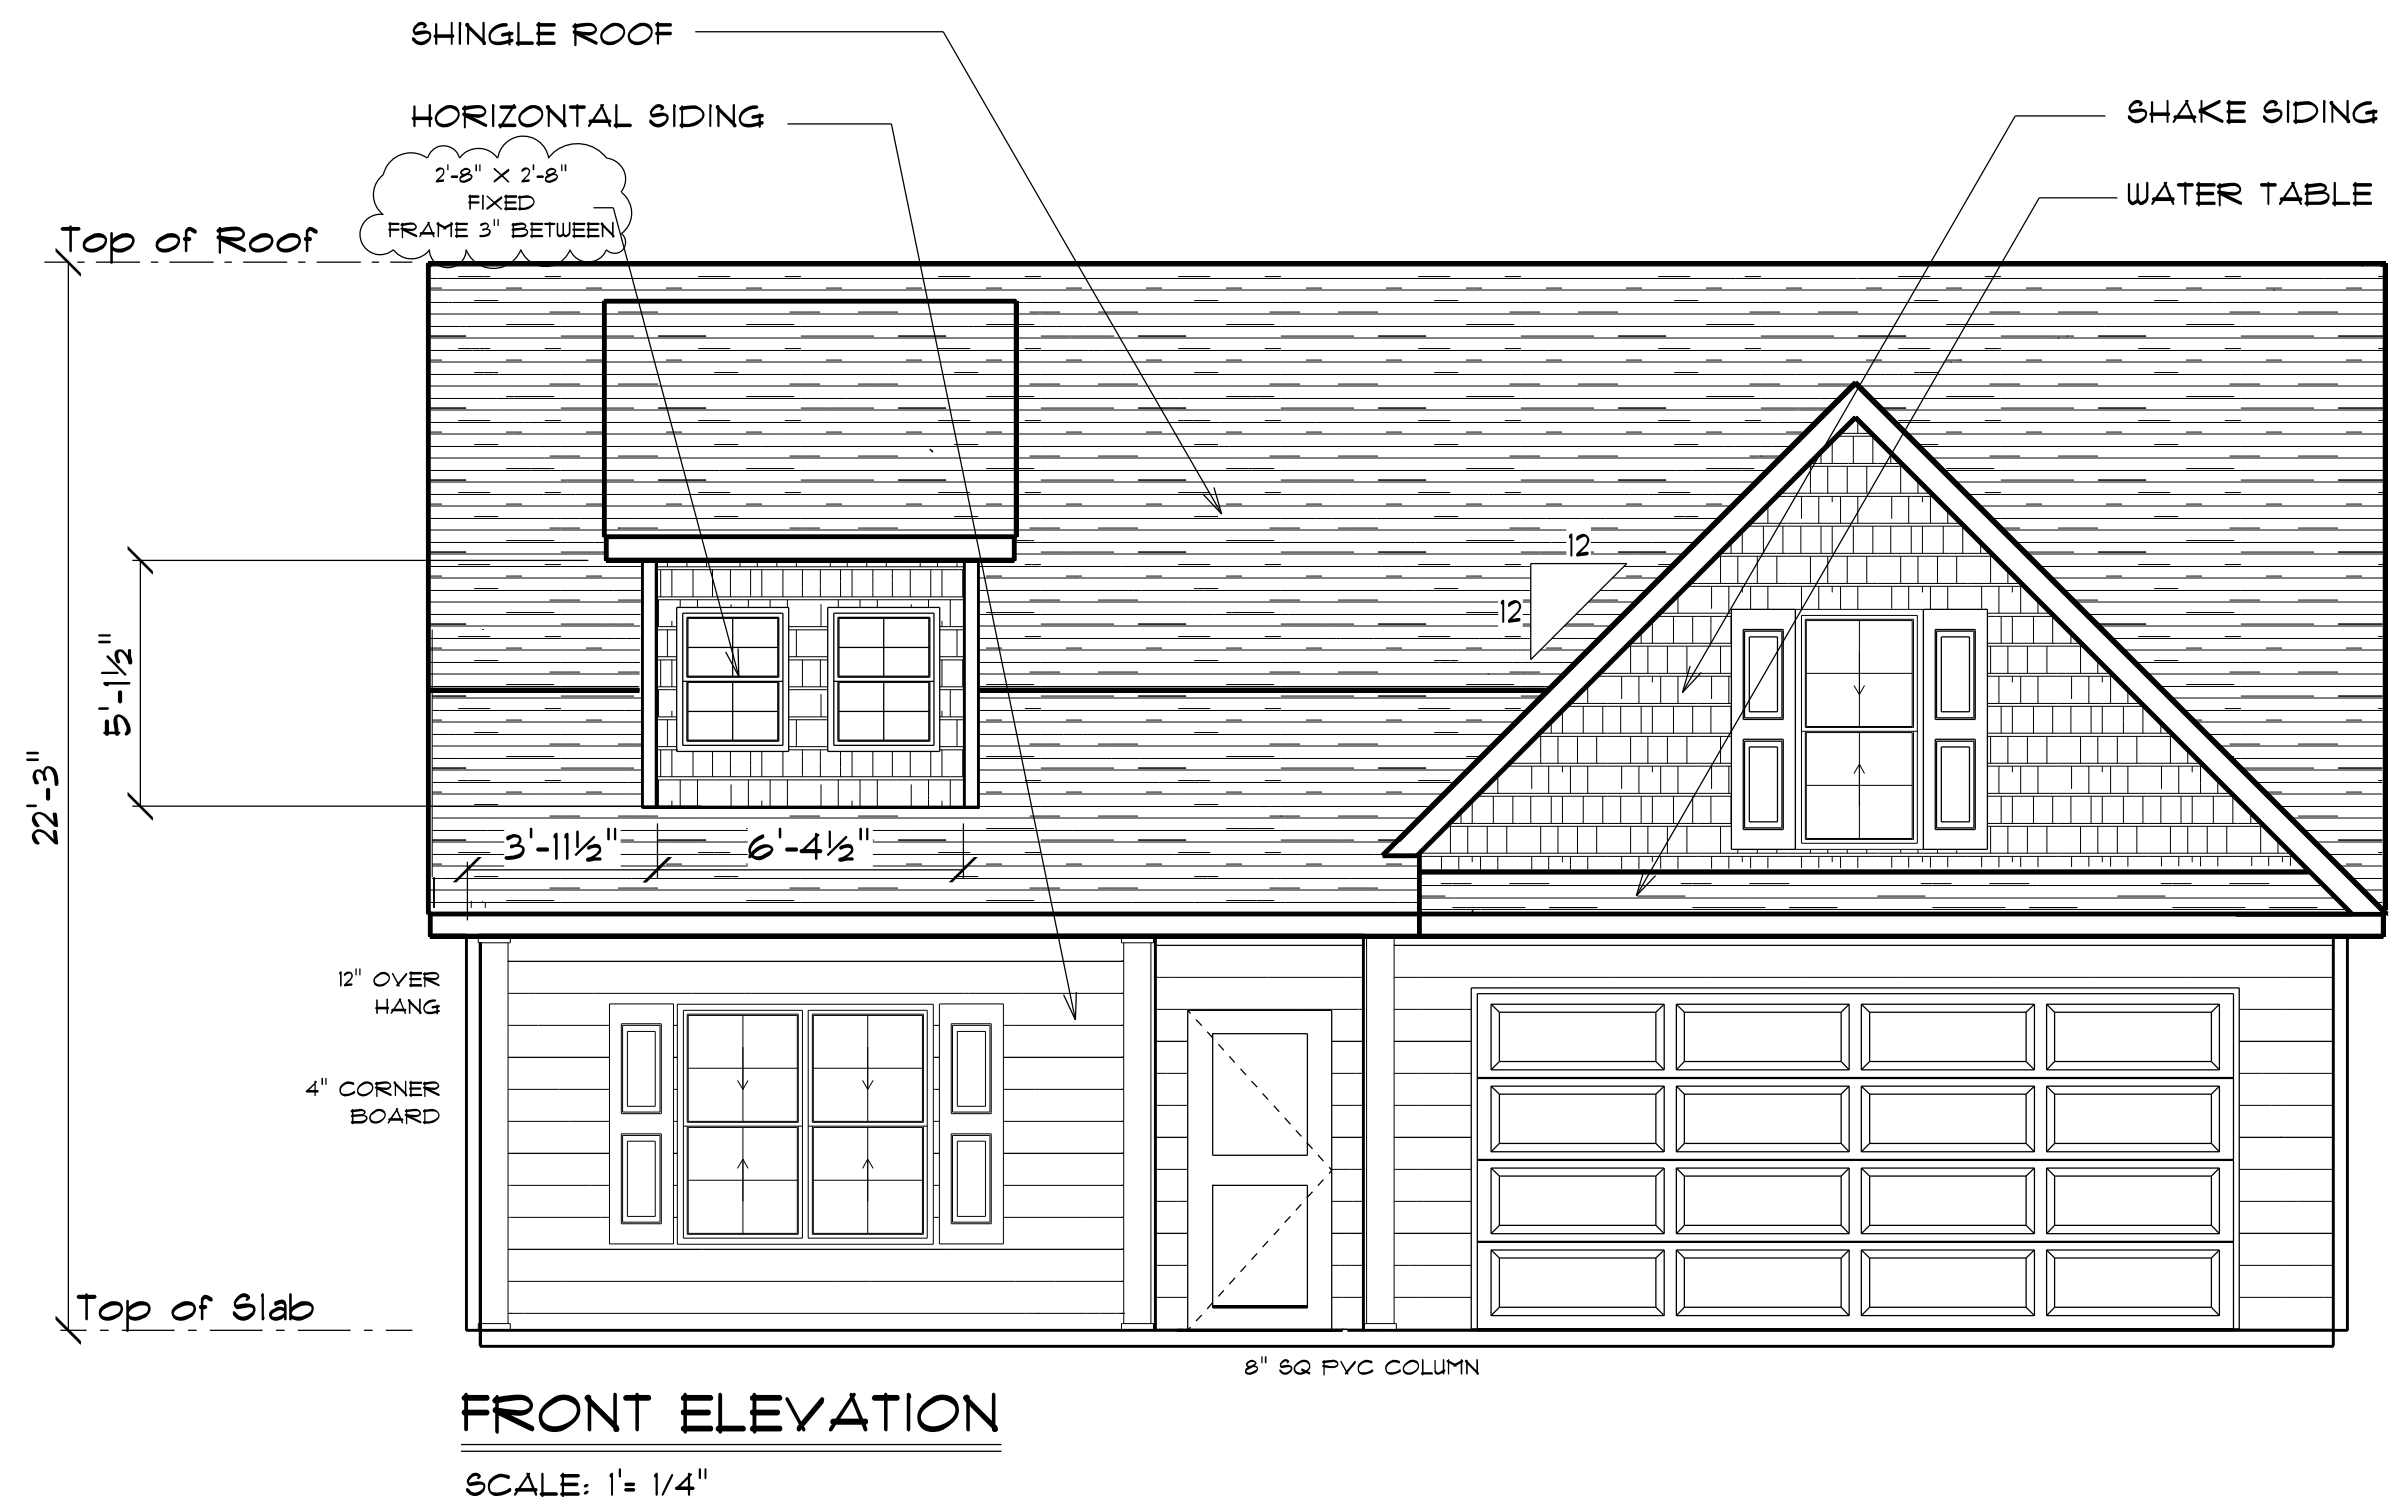 SHINGLE ROOF
HORIZONTAL SIDING
SHAKE SIDING
2'-8" X 2'-8"
FIXED
FRAME 3" BETWEEN
WATER TABLE
Top of Roof
12
12
5'-1½"
22'-3"
3'-11½"
6'-4½"
12" OVER
HANG
4" CORNER
BOARD
Top of Slab
8" SQ PVC COLUMN
FRONT ELEVATION
SCALE: 1'= 1/4"